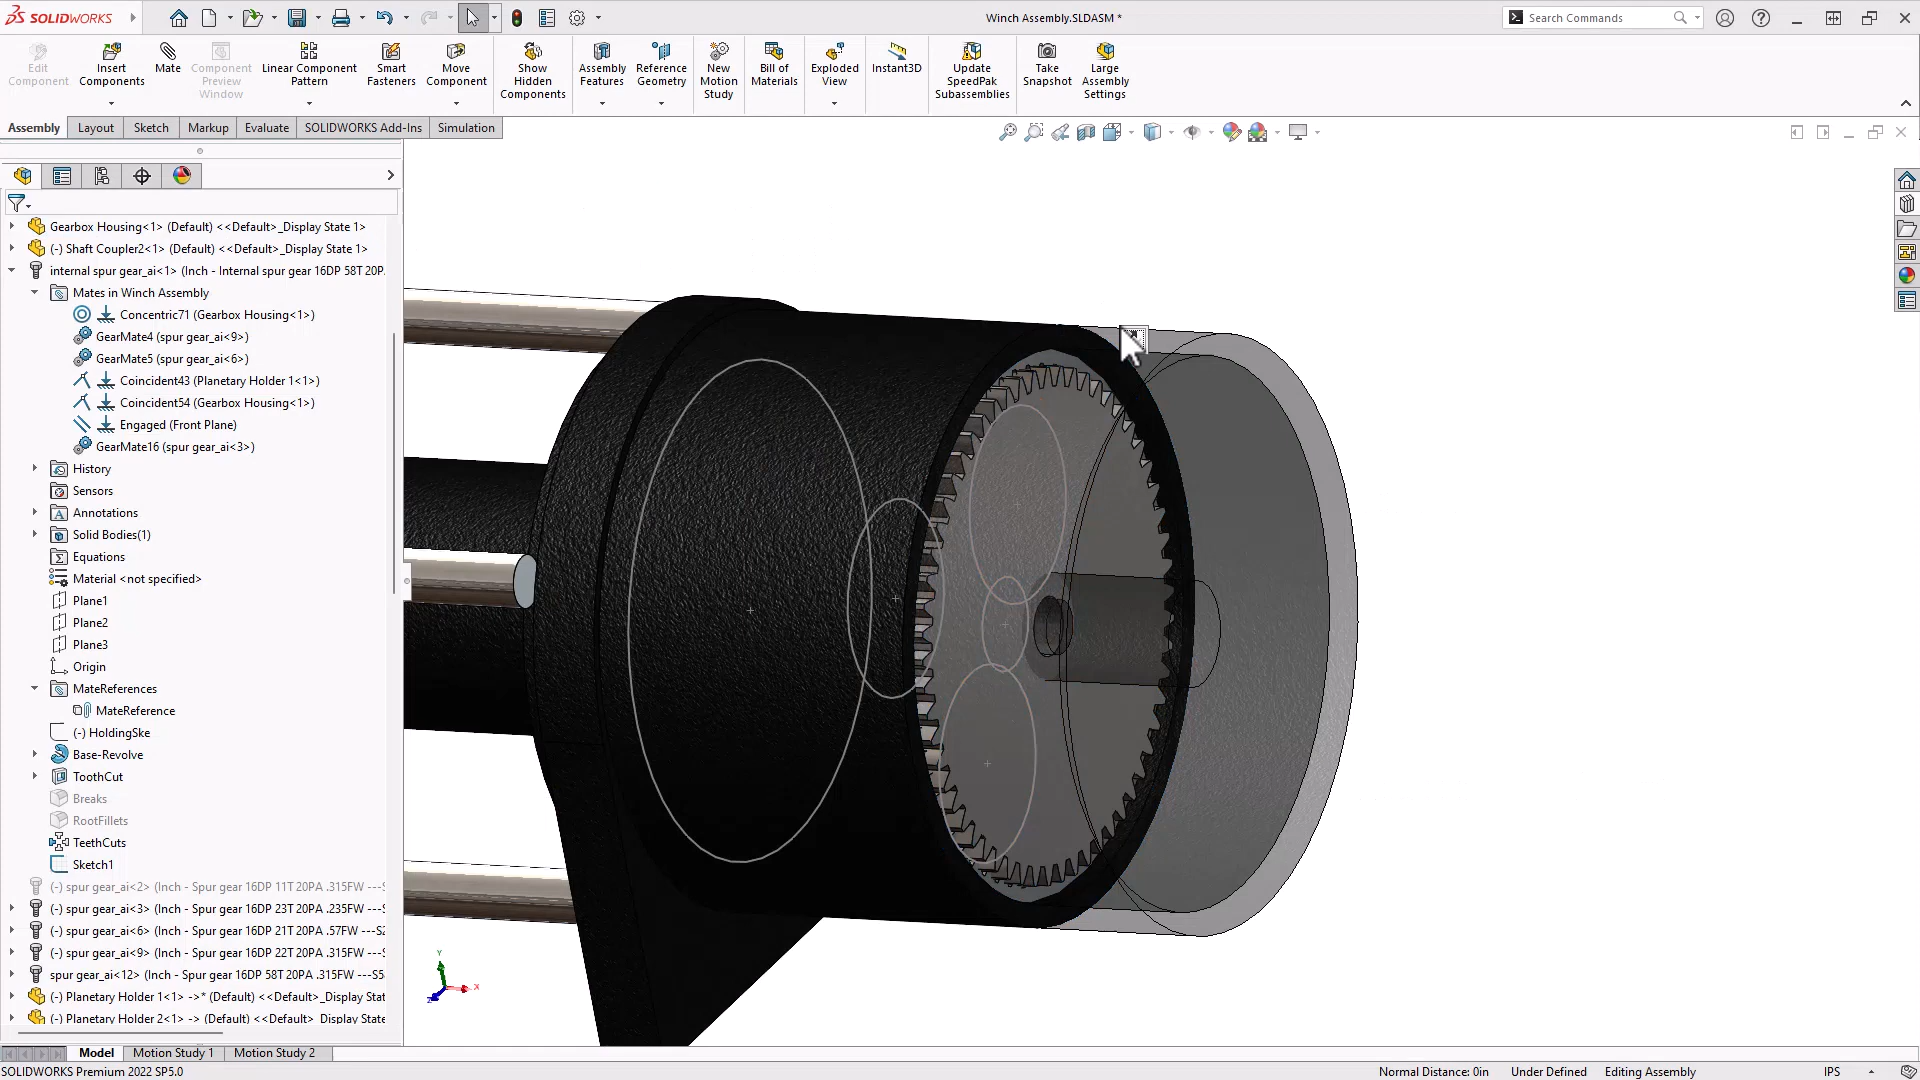 SOLIDWORKS
Winch Assembly.SLDASM *
Search Commands
Edit Component
Insert Components
Mate
Component Preview Window
Linear Component Pattern
Smart Fasteners
Move Component
Show Hidden Components
Assembly Features
Reference Geometry
New Motion Study
Bill of Materials
Exploded View
Instant3D
Update SpeedPak Subassemblies
Take Snapshot
Large Assembly Settings
Assembly
Layout
Sketch
Markup
Evaluate
SOLIDWORKS Add-Ins
Simulation
Gearbox Housing<1> (Default) <<Default>_Display State 1>
(-) Shaft Coupler2<1> (Default) <<Default>_Display State 1>
internal spur gear_ai<1> (Inch - Internal spur gear 16DP 58T 20P
Mates in Winch Assembly
Concentric71 (Gearbox Housing<1>)
GearMate4 (spur gear_ai<9>)
GearMate5 (spur gear_ai<6>)
Coincident43 (Planetary Holder 1<1>)
Coincident54 (Gearbox Housing<1>)
Engaged (Front Plane)
GearMate16 (spur gear_ai<3>)
History
Sensors
Annotations
Solid Bodies(1)
Equations
Material <not specified>
Plane1
Plane2
Plane3
Origin
MateReferences
MateReference
(-) HoldingSke
Base-Revolve
ToothCut
Breaks
RootFillets
TeethCuts
Sketch1
(-) spur gear_ai<2> (Inch - Spur gear 16DP 11T 20PA .315FW ---S
(-) spur gear_ai<3> (Inch - Spur gear 16DP 23T 20PA .235FW ---S
(-) spur gear_ai<6> (Inch - Spur gear 16DP 21T 20PA .57FW ---S2
(-) spur gear_ai<9> (Inch - Spur gear 16DP 22T 20PA .315FW ---S
spur gear_ai<12> (Inch - Spur gear 16DP 58T 20PA .315FW ---S5
(-) Planetary Holder 1<1> ->* (Default) <<Default>_Display Stat
(-) Planetary Holder 2<1> -> (Default) <<Default>_Display State
Y
X
Z
Model
Motion Study 1
Motion Study 2
SOLIDWORKS Premium 2022 SP5.0
Normal Distance: 0in
Under Defined
Editing Assembly
IPS